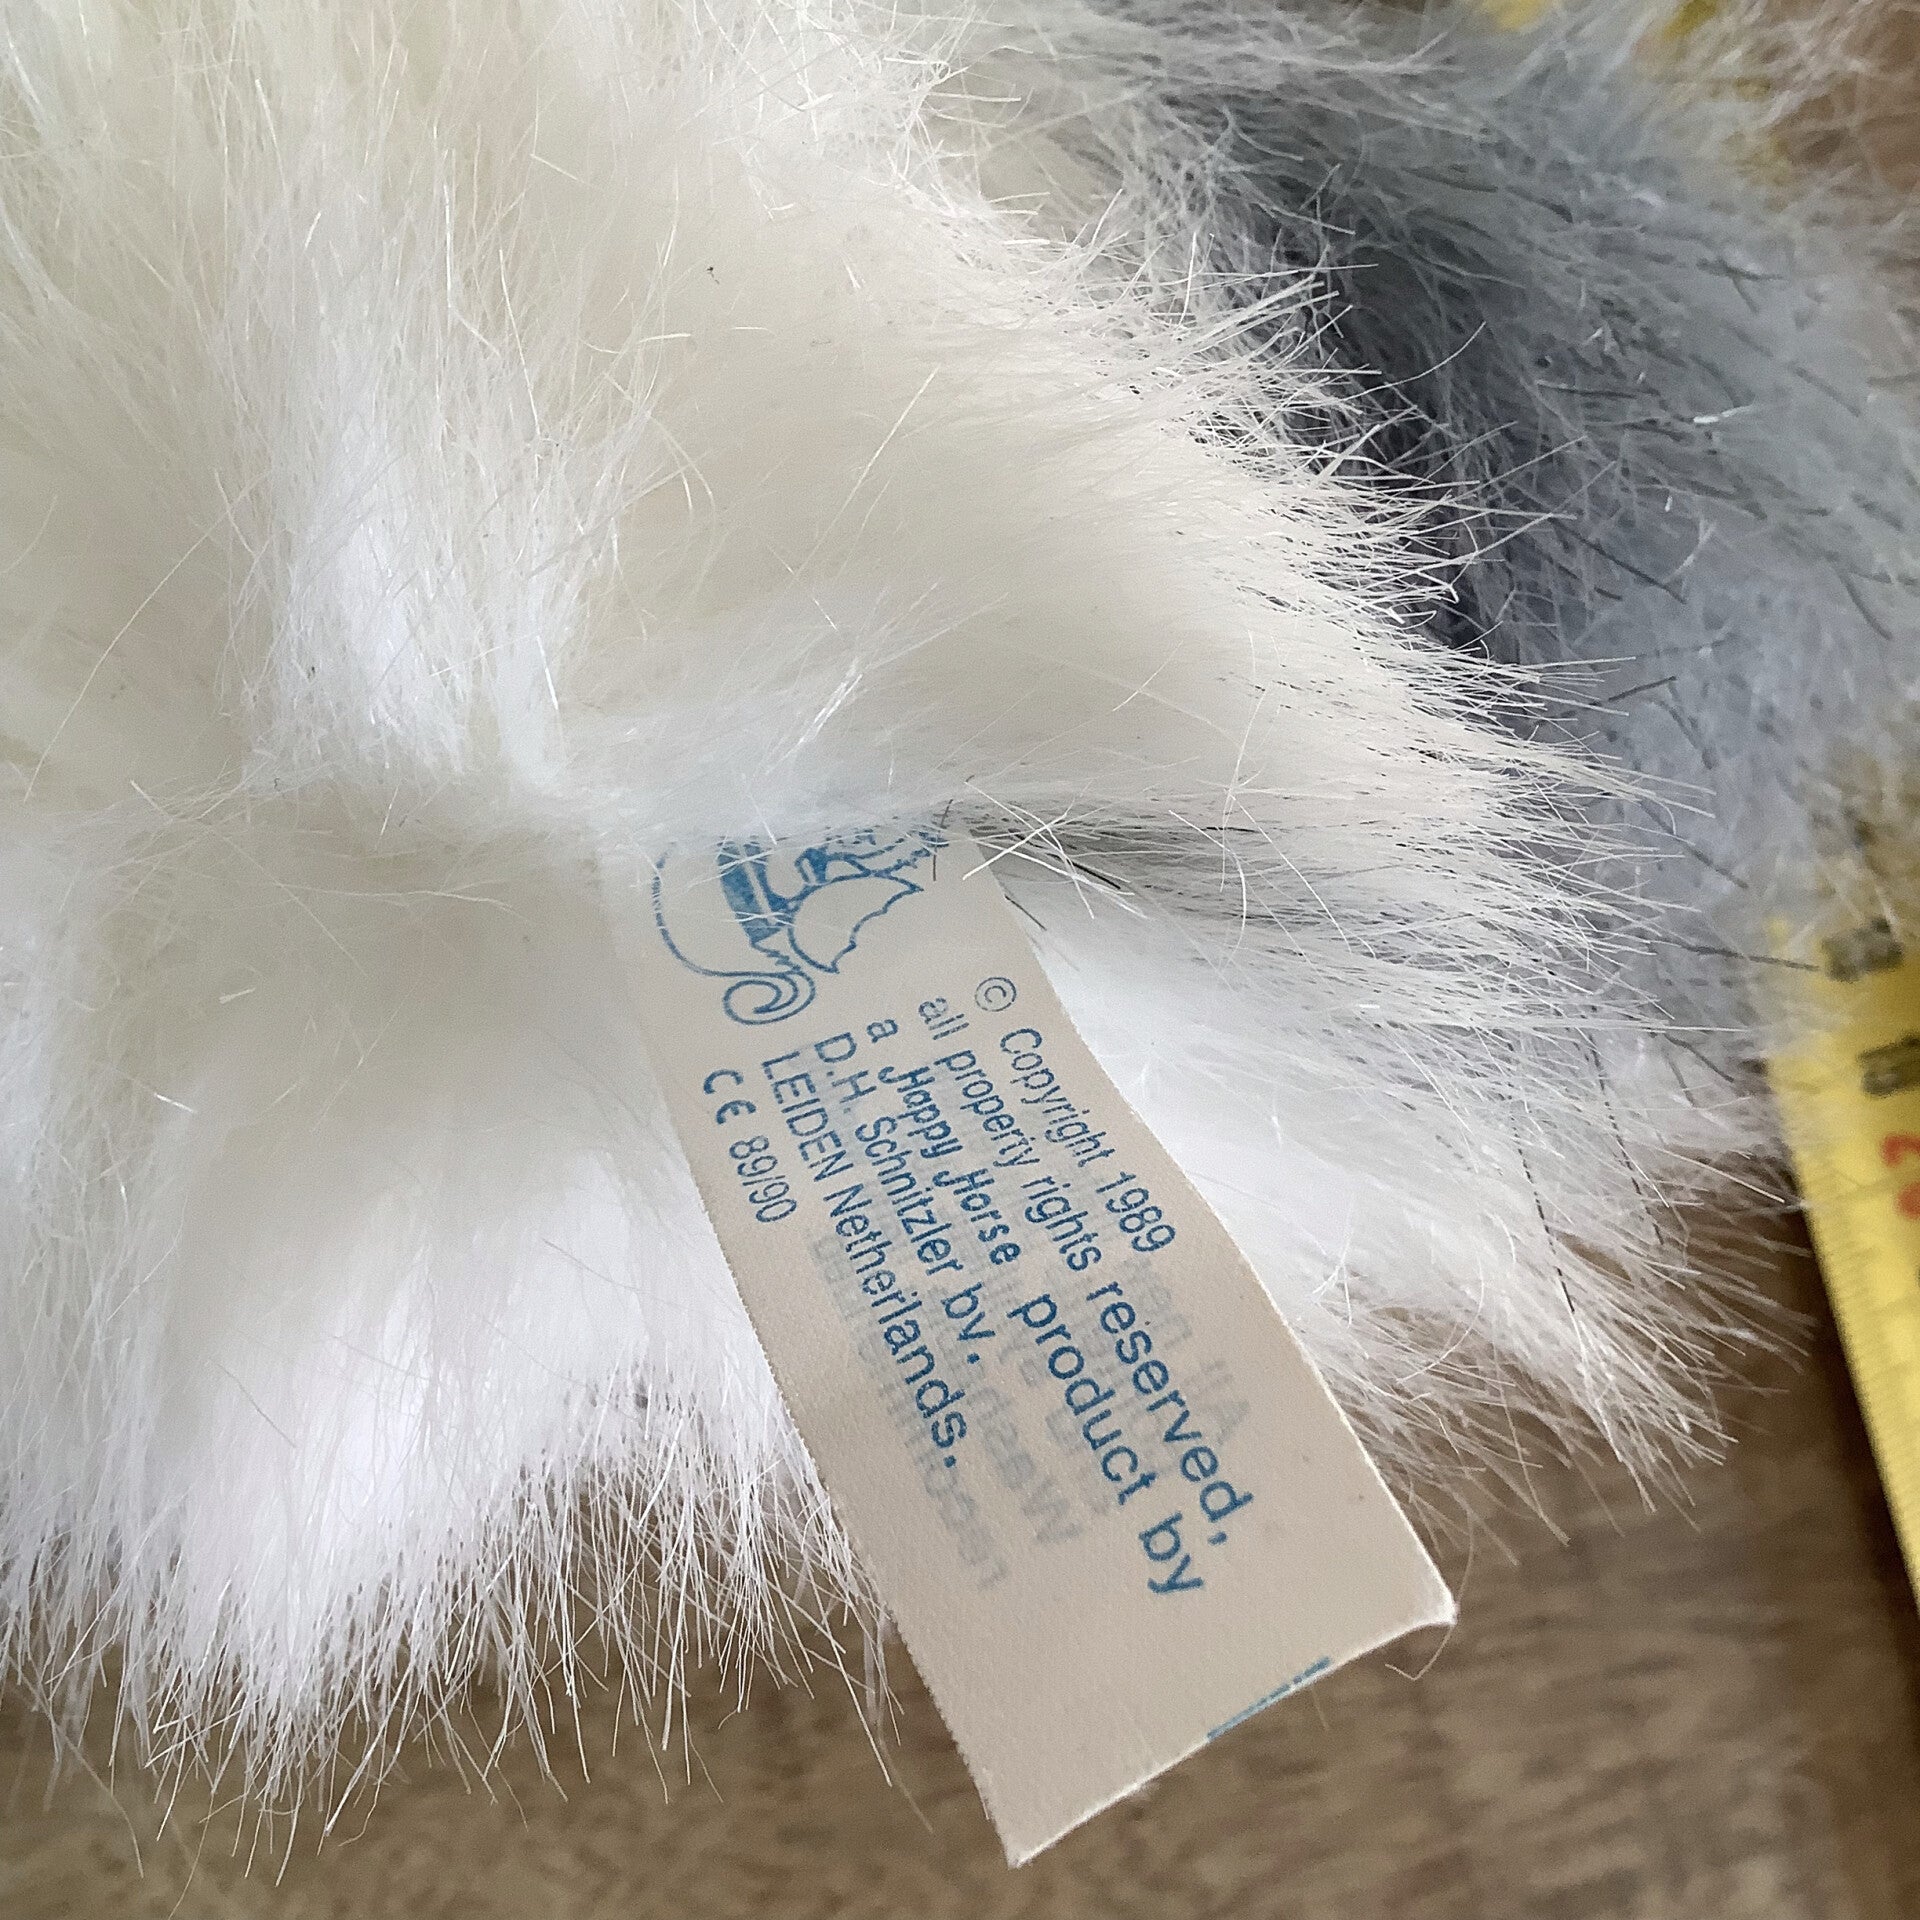 © Copyright 1989
all property rights reserved,
a Happy Horse product by
D.H. Schnitzler bv.
LEIDEN Netherlands.
CE 89/90